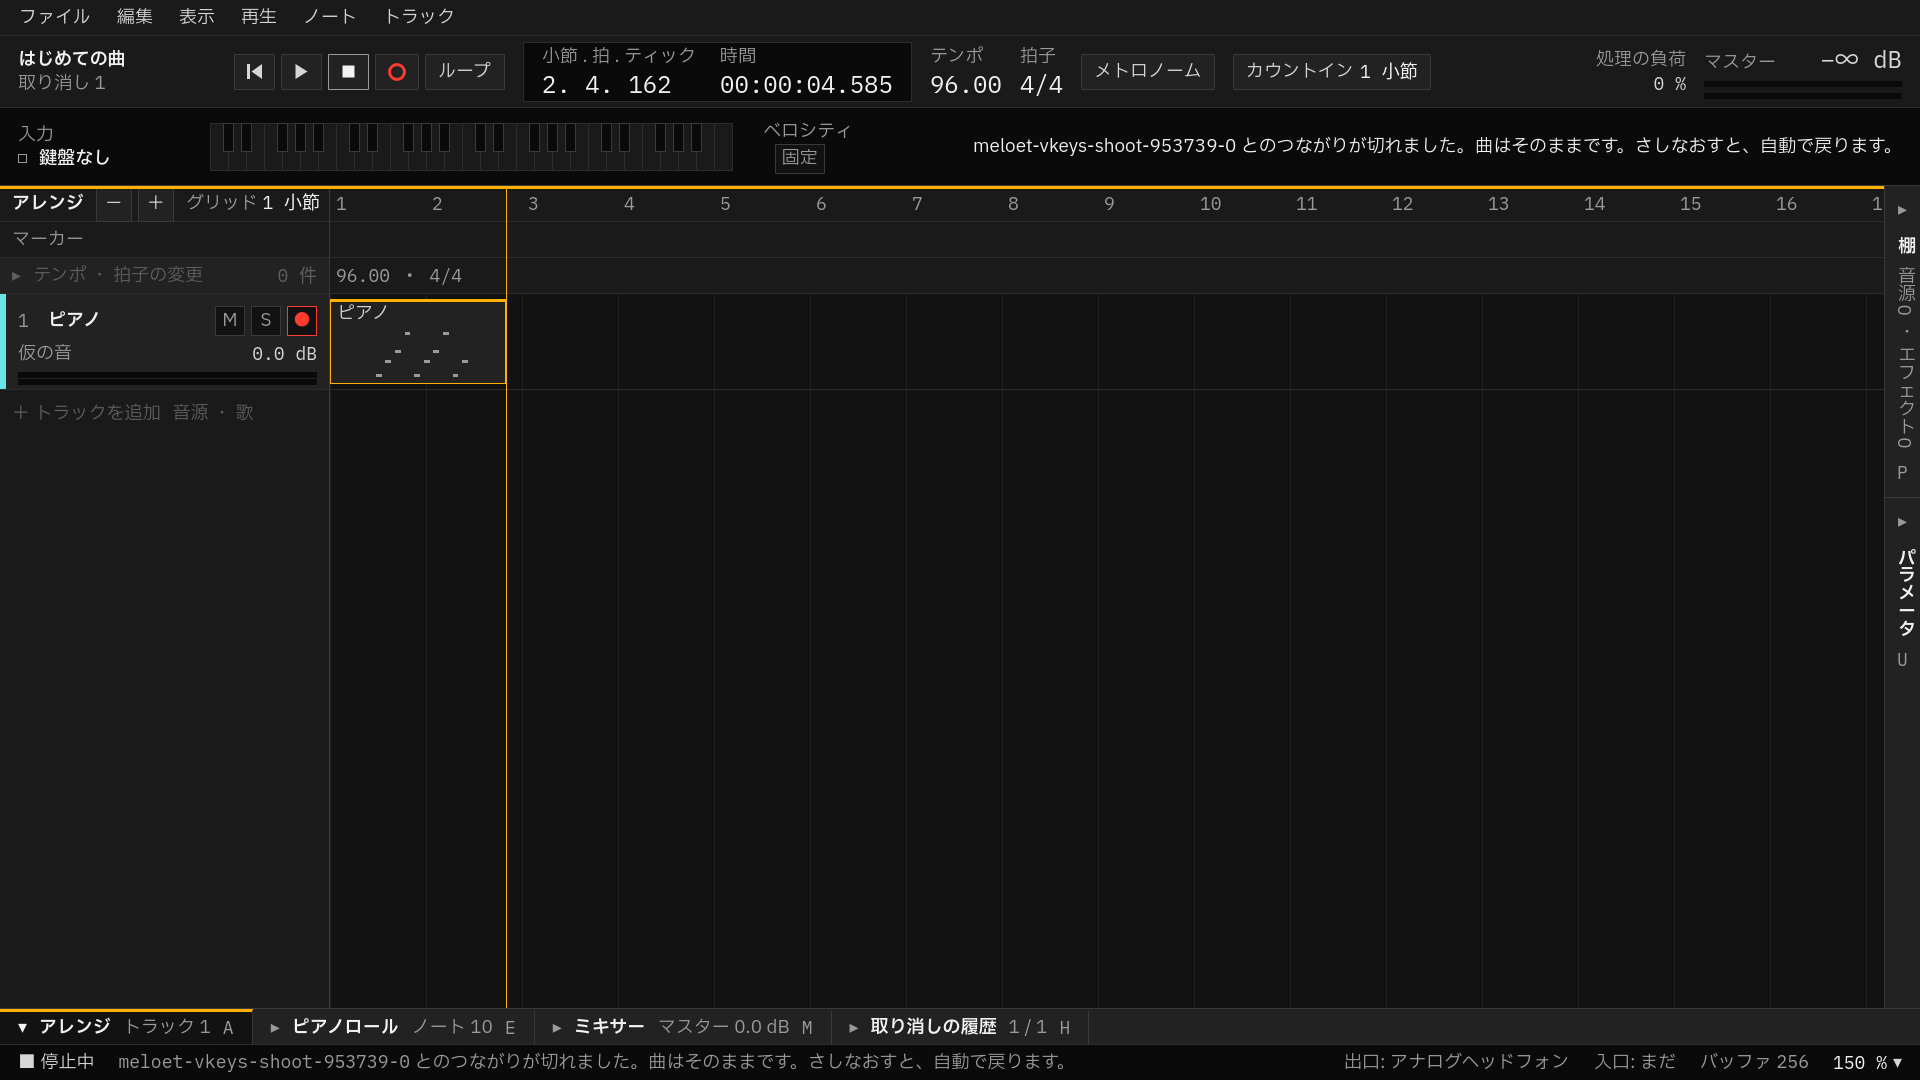 ファイル 編集 表示 再生 ノート トラック
はじめての曲
取り消し 1
ループ
小節 . 拍 . ティック 時間
2. 4. 162 00:00:04.585
テンポ 拍子
96.00 4/4
メトロノーム
カウントイン 1 小節
処理の負荷
0 %
マスター −∞ dB
入力
鍵盤なし
ベロシティ
固定
meloet-vkeys-shoot-953739-0 とのつながりが切れました。曲はそのままです。さしなおすと、自動で戻ります。
アレンジ − + グリッド 1 小節
1 2 3 4 5 6 7 8 9 10 11 12 13 14 15 16 1
マーカー
▸ テンポ · 拍子の変更 0 件
96.00 · 4/4
1 ピアノ M S
仮の音 0.0 dB
ピアノ
+ トラックを追加 音源 · 歌
▸ 棚 音源0 · エフェクト0 P
▸ パラメータ U
▾ アレンジ トラック 1 A
▸ ピアノロール ノート 10 E
▸ ミキサー マスター 0.0 dB M
▸ 取り消しの履歴 1 / 1 H
■ 停止中 meloet-vkeys-shoot-953739-0 とのつながりが切れました。曲はそのままです。さしなおすと、自動で戻ります。
出口: アナログヘッドフォン 入口: まだ バッファ 256 150 % ▾